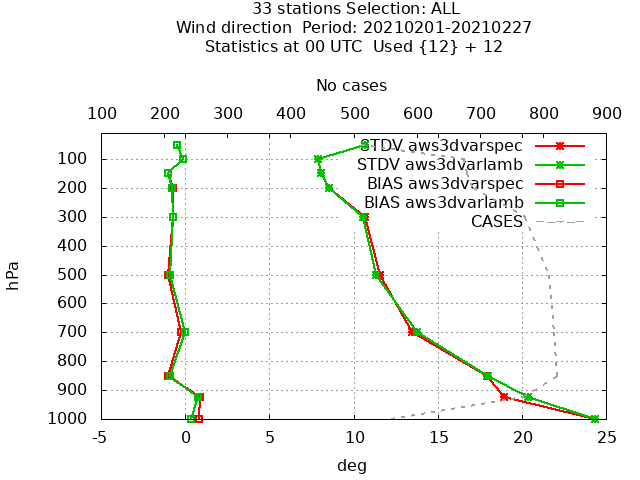 33 stations Selection: ALL
Wind direction  Period: 20210201-20210227
Statistics at 00 UTC  Used {12} + 12
No cases
100 200 300 400 500 600 700 800 900
STDV aws3dvarspec
STDV aws3dvarlamb
BIAS aws3dvarspec
BIAS aws3dvarlamb
CASES
100
200
300
400
500
600
700
800
900
1000
hPa
-5 0 5 10 15 20 25
deg